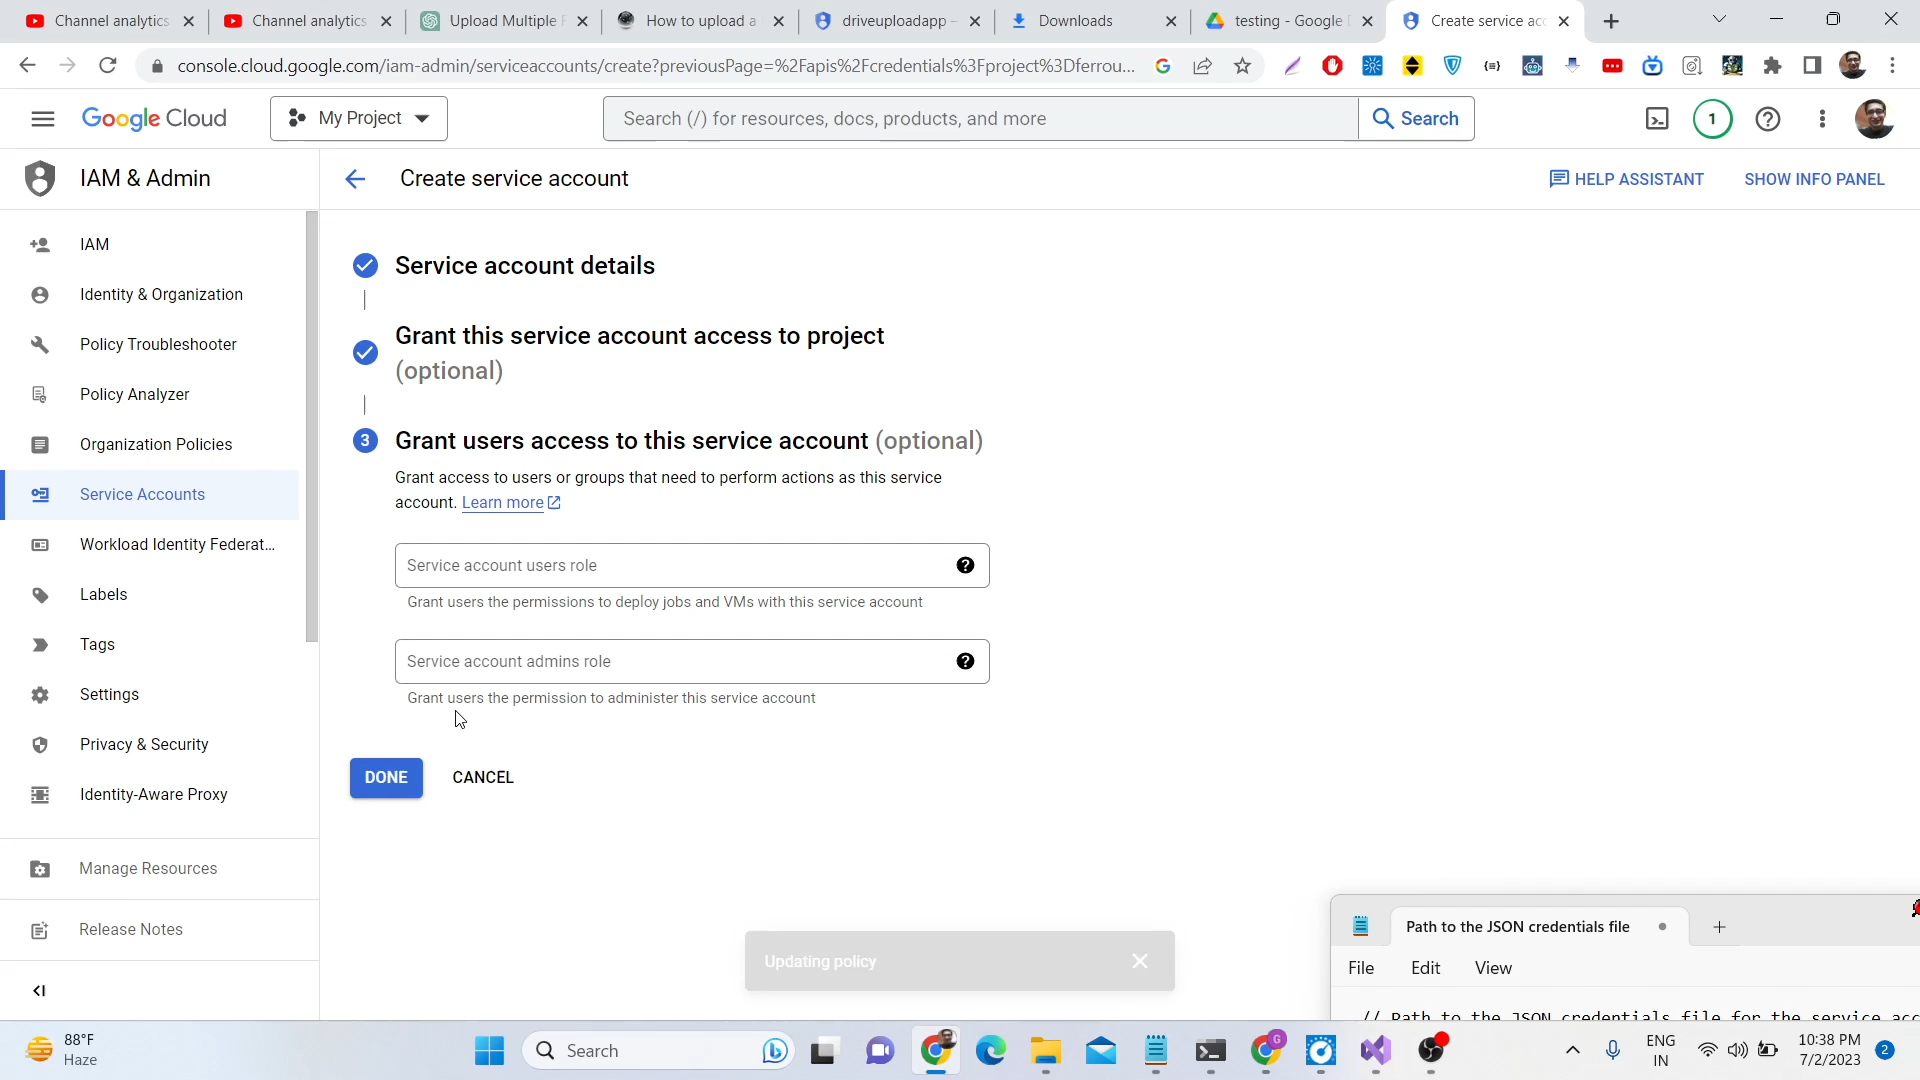 Channel analytics
Channel analytics
Upload Multiple F
How to upload a
driveuploadapp -
Downloads
testing - Google D
Create service acc
console.cloud.google.com/iam-admin/serviceaccounts/create?previousPage=%2Fapis%2Fcredentials%3Fproject%3Dferrou...
Google Cloud
My Project
Search (/) for resources, docs, products, and more
Search
1
IAM & Admin
Create service account
HELP ASSISTANT
SHOW INFO PANEL
IAM
Identity & Organization
Policy Troubleshooter
Policy Analyzer
Organization Policies
Service Accounts
Workload Identity Federat...
Labels
Tags
Settings
Privacy & Security
Identity-Aware Proxy
Manage Resources
Release Notes
Service account details
Grant this service account access to project
(optional)
3
Grant users access to this service account (optional)
Grant access to users or groups that need to perform actions as this service
account. Learn more
Service account users role
Grant users the permissions to deploy jobs and VMs with this service account
Service account admins role
Grant users the permission to administer this service account
DONE
CANCEL
Updating policy
Path to the JSON credentials file
File
Edit
View
// Path to the JSON credentials file for the service acc
88°F
Haze
Search
ENG
IN
10:38 PM
7/2/2023
2